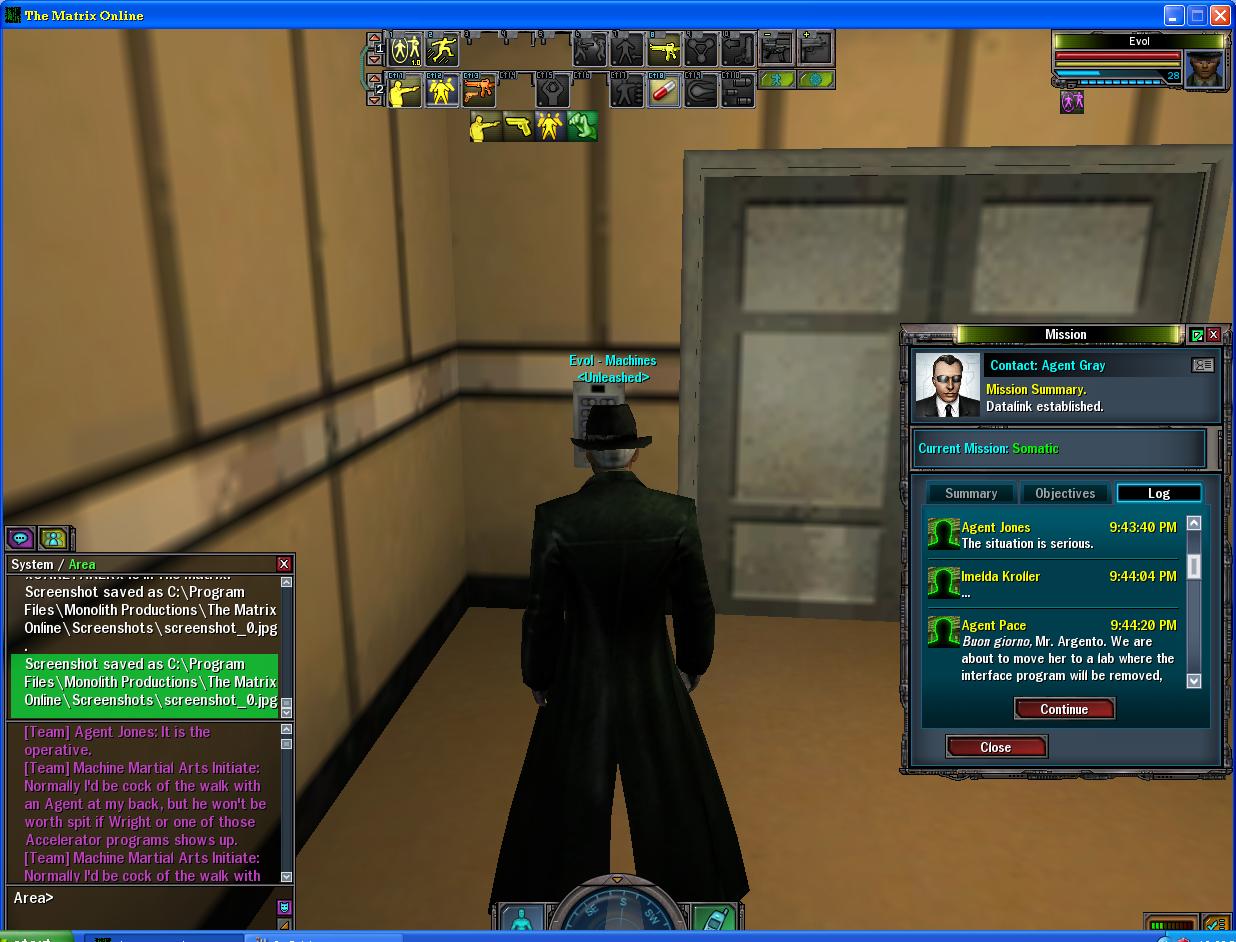 The Matrix Online
1
1.0
2
Evol
28
Evol - Machines
<Unleashed>
Mission
Contact: Agent Gray
Mission Summary.
Datalink established.
Current Mission: Somatic
Summary
Objectives
Log
Agent Jones 9:43:40 PM
The situation is serious.
Imelda Kroller 9:44:04 PM
...
Agent Pace 9:44:20 PM
Buon giorno, Mr. Argento. We are
about to move her to a lab where the
interface program will be removed,
Continue
Close
System / Area
Screenshot saved as C:\Program
Files\Monolith Productions\The Matrix
Online\Screenshots\screenshot_0.jpg
.
Screenshot saved as C:\Program
Files\Monolith Productions\The Matrix
Online\Screenshots\screenshot_0.jpg
[Team] Agent Jones: It is the
operative.
[Team] Machine Martial Arts Initiate:
Normally I'd be cock of the walk with
an Agent at my back, but he won't be
worth spit if Wright or one of those
Accelerator programs shows up.
[Team] Machine Martial Arts Initiate:
Normally I'd be cock of the walk with
Area>
SE
S
SW